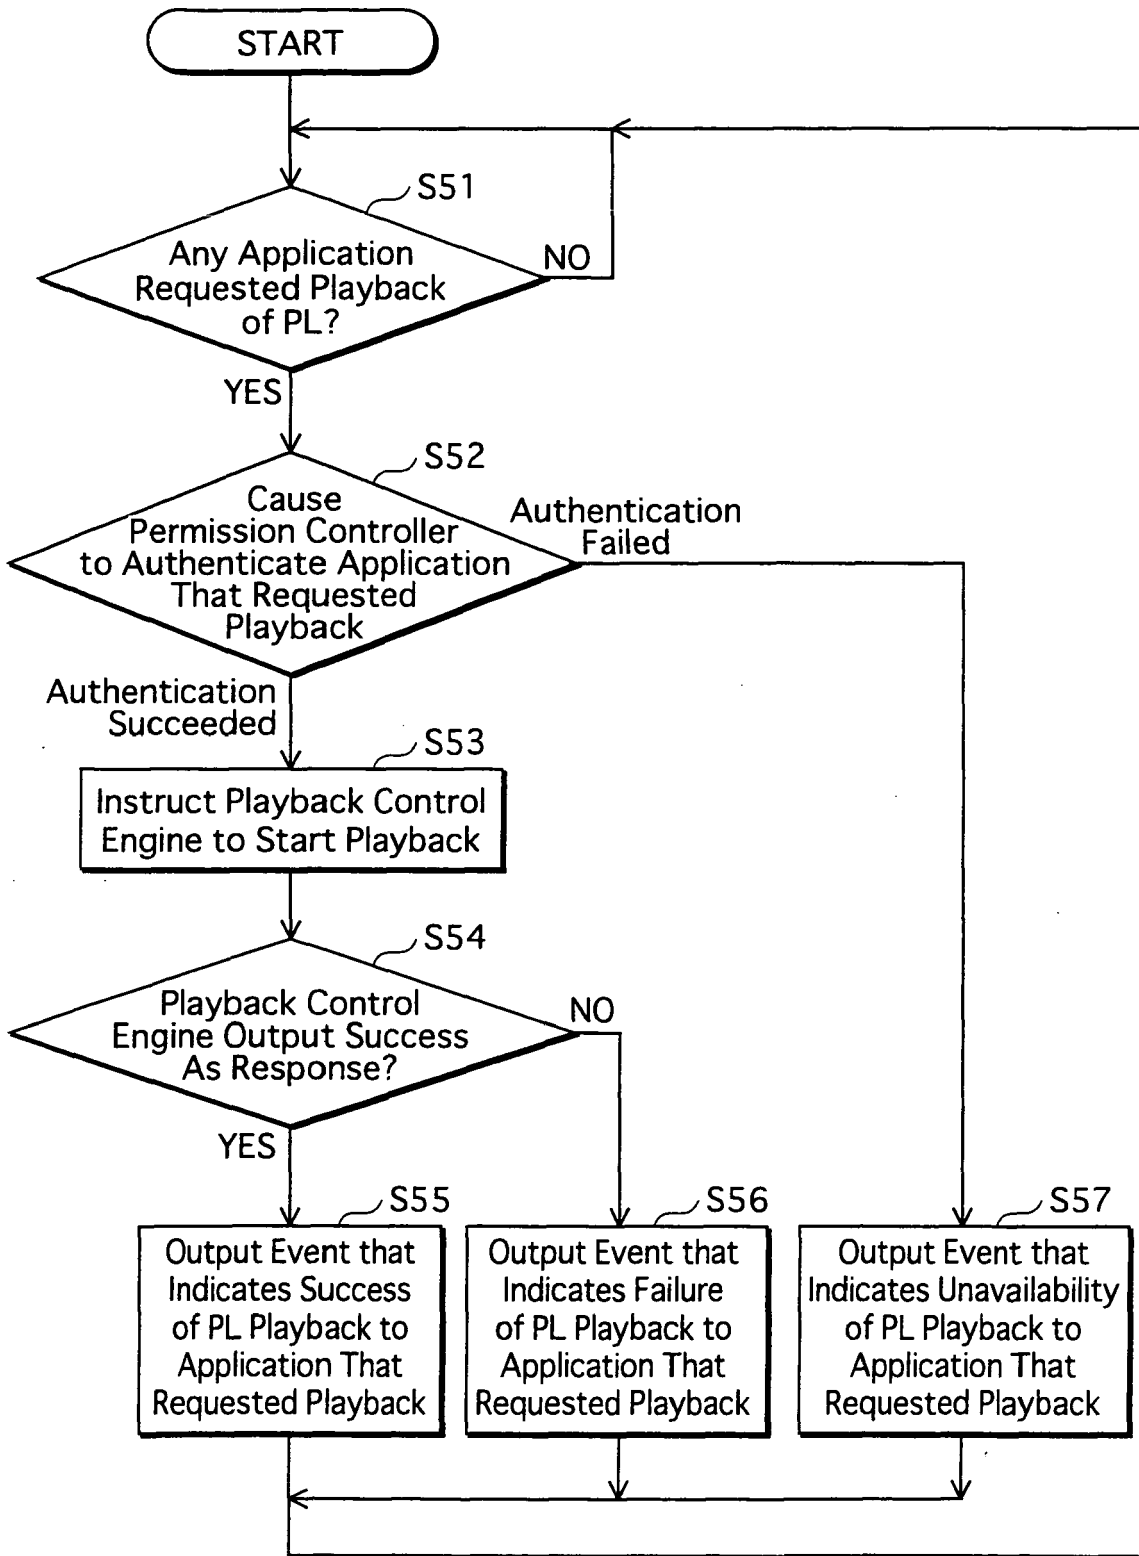 START
S51
Any Application
Requested Playback
of PL?
NO
YES
S52
Cause
Permission Controller
to Authenticate Application
That Requested
Playback
Authentication
Failed
Authentication
Succeeded
S53
Instruct Playback Control
Engine to Start Playback
S54
Playback Control
Engine Output Success
As Response?
NO
YES
S55
Output Event that
Indicates Success
of PL Playback to
Application That
Requested Playback
S56
Output Event that
Indicates Failure
of PL Playback to
Application That
Requested Playback
S57
Output Event that
Indicates Unavailability
of PL Playback to
Application That
Requested Playback